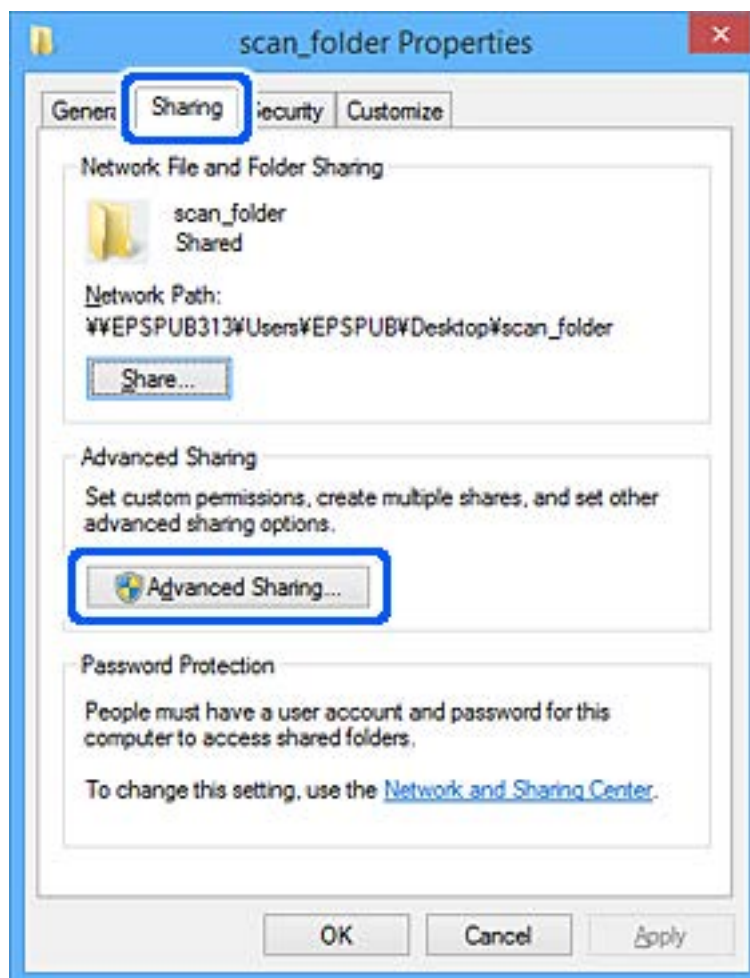 scan_folder Properties
Sharing
Customize
Network File and Folder Sharing
scan_folder
Shared
Network Path:
¥¥EPSPUB313¥Users¥EPSPUB¥Desktop¥scan_folder
Share...
Advanced Sharing
Set custom permissions, create multiple shares, and set other
advanced sharing options.
Advanced Sharing...
Password Protection
People must have a user account and password for this
computer to access shared folders.
To change this setting, use the Network and Sharing Center.
OK
Cancel
Apply